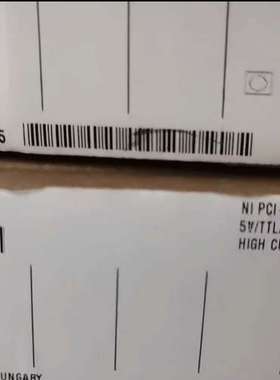 5
NI PCI
5V/TTL
HIGH C
UNGARY